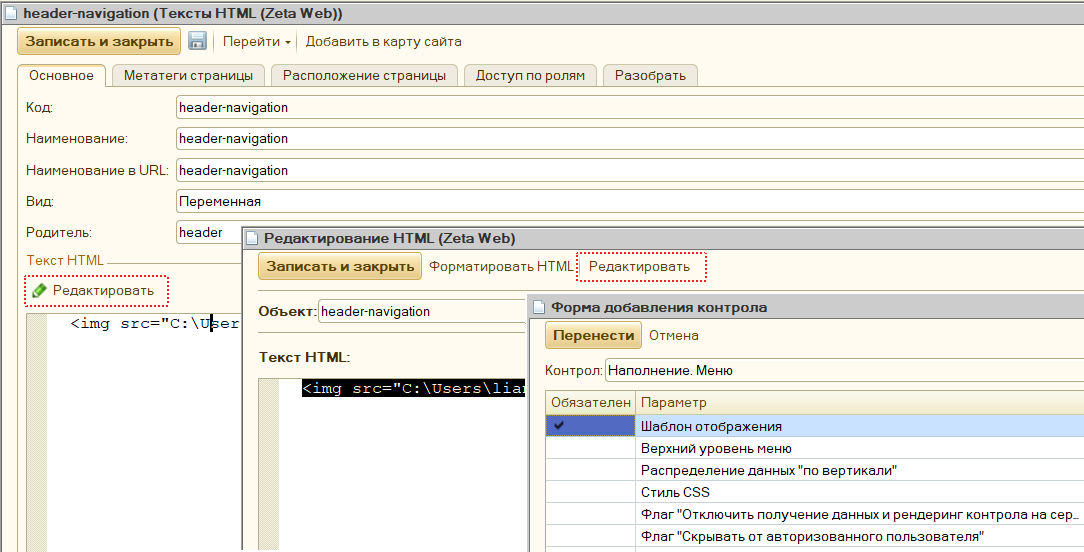 header-navigation (Тексты HTML (Zeta Web))
Записать и закрыть Перейти Добавить в карту сайта
Основное Метатеги страницы Расположение страницы Доступ по ролям Разобрать
Код: header-navigation
Наименование: header-navigation
Наименование в URL: header-navigation
Вид: Переменная
Родитель: header
Текст HTML
Редактировать
<img src="C:\User
Редактирование HTML (Zeta Web)
Записать и закрыть Форматировать HTML Редактировать
Объект: header-navigation
Текст HTML:
<img src="C:\Users\lian
Форма добавления контрола
Перенести Отмена
Контрол: Наполнение. Меню
Обязателен Параметр
Шаблон отображения
Верхний уровень меню
Распределение данных "по вертикали"
Стиль CSS
Флаг "Отключить получение данных и рендеринг контрола на сер...
Флаг "Скрывать от авторизованного пользователя"